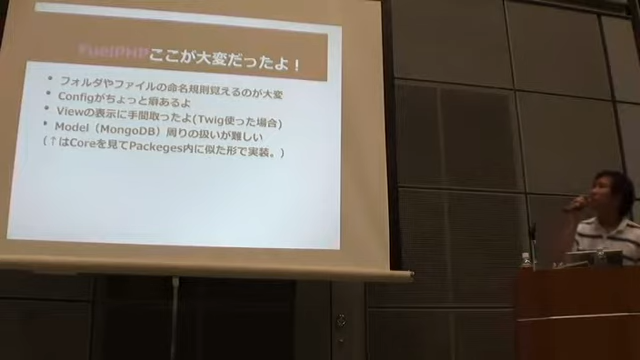 FuelPHPここが大変だったよ！
• フォルダやファイルの命名規則覚えるのが大変
• Configがちょっと癖あるよ
• Viewの表示に手間取ったよ(Twig使った場合)
• Model（MongoDB）周りの扱いが難しい
(↑はCoreを見てPackeges内に似た形で実装。)